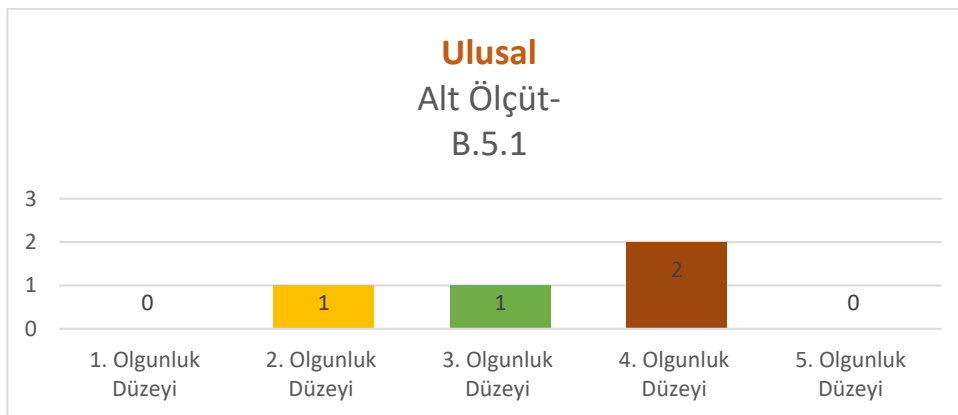 Ulusal
Alt Ölçüt-
B.5.1
3
2
1
0
0
1
1
2
0
1. Olgunluk
Düzeyi
2. Olgunluk
Düzeyi
3. Olgunluk
Düzeyi
4. Olgunluk
Düzeyi
5. Olgunluk
Düzeyi